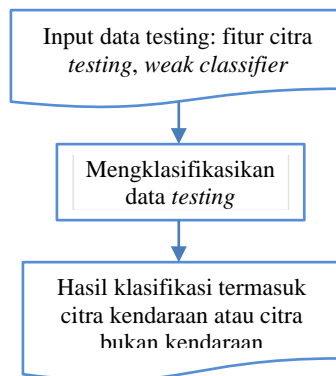 Input data testing: fitur citra
testing, weak classifier
Mengklasifikasikan
data testing
Hasil klasifikasi termasuk
citra kendaraan atau citra
bukan kendaraan